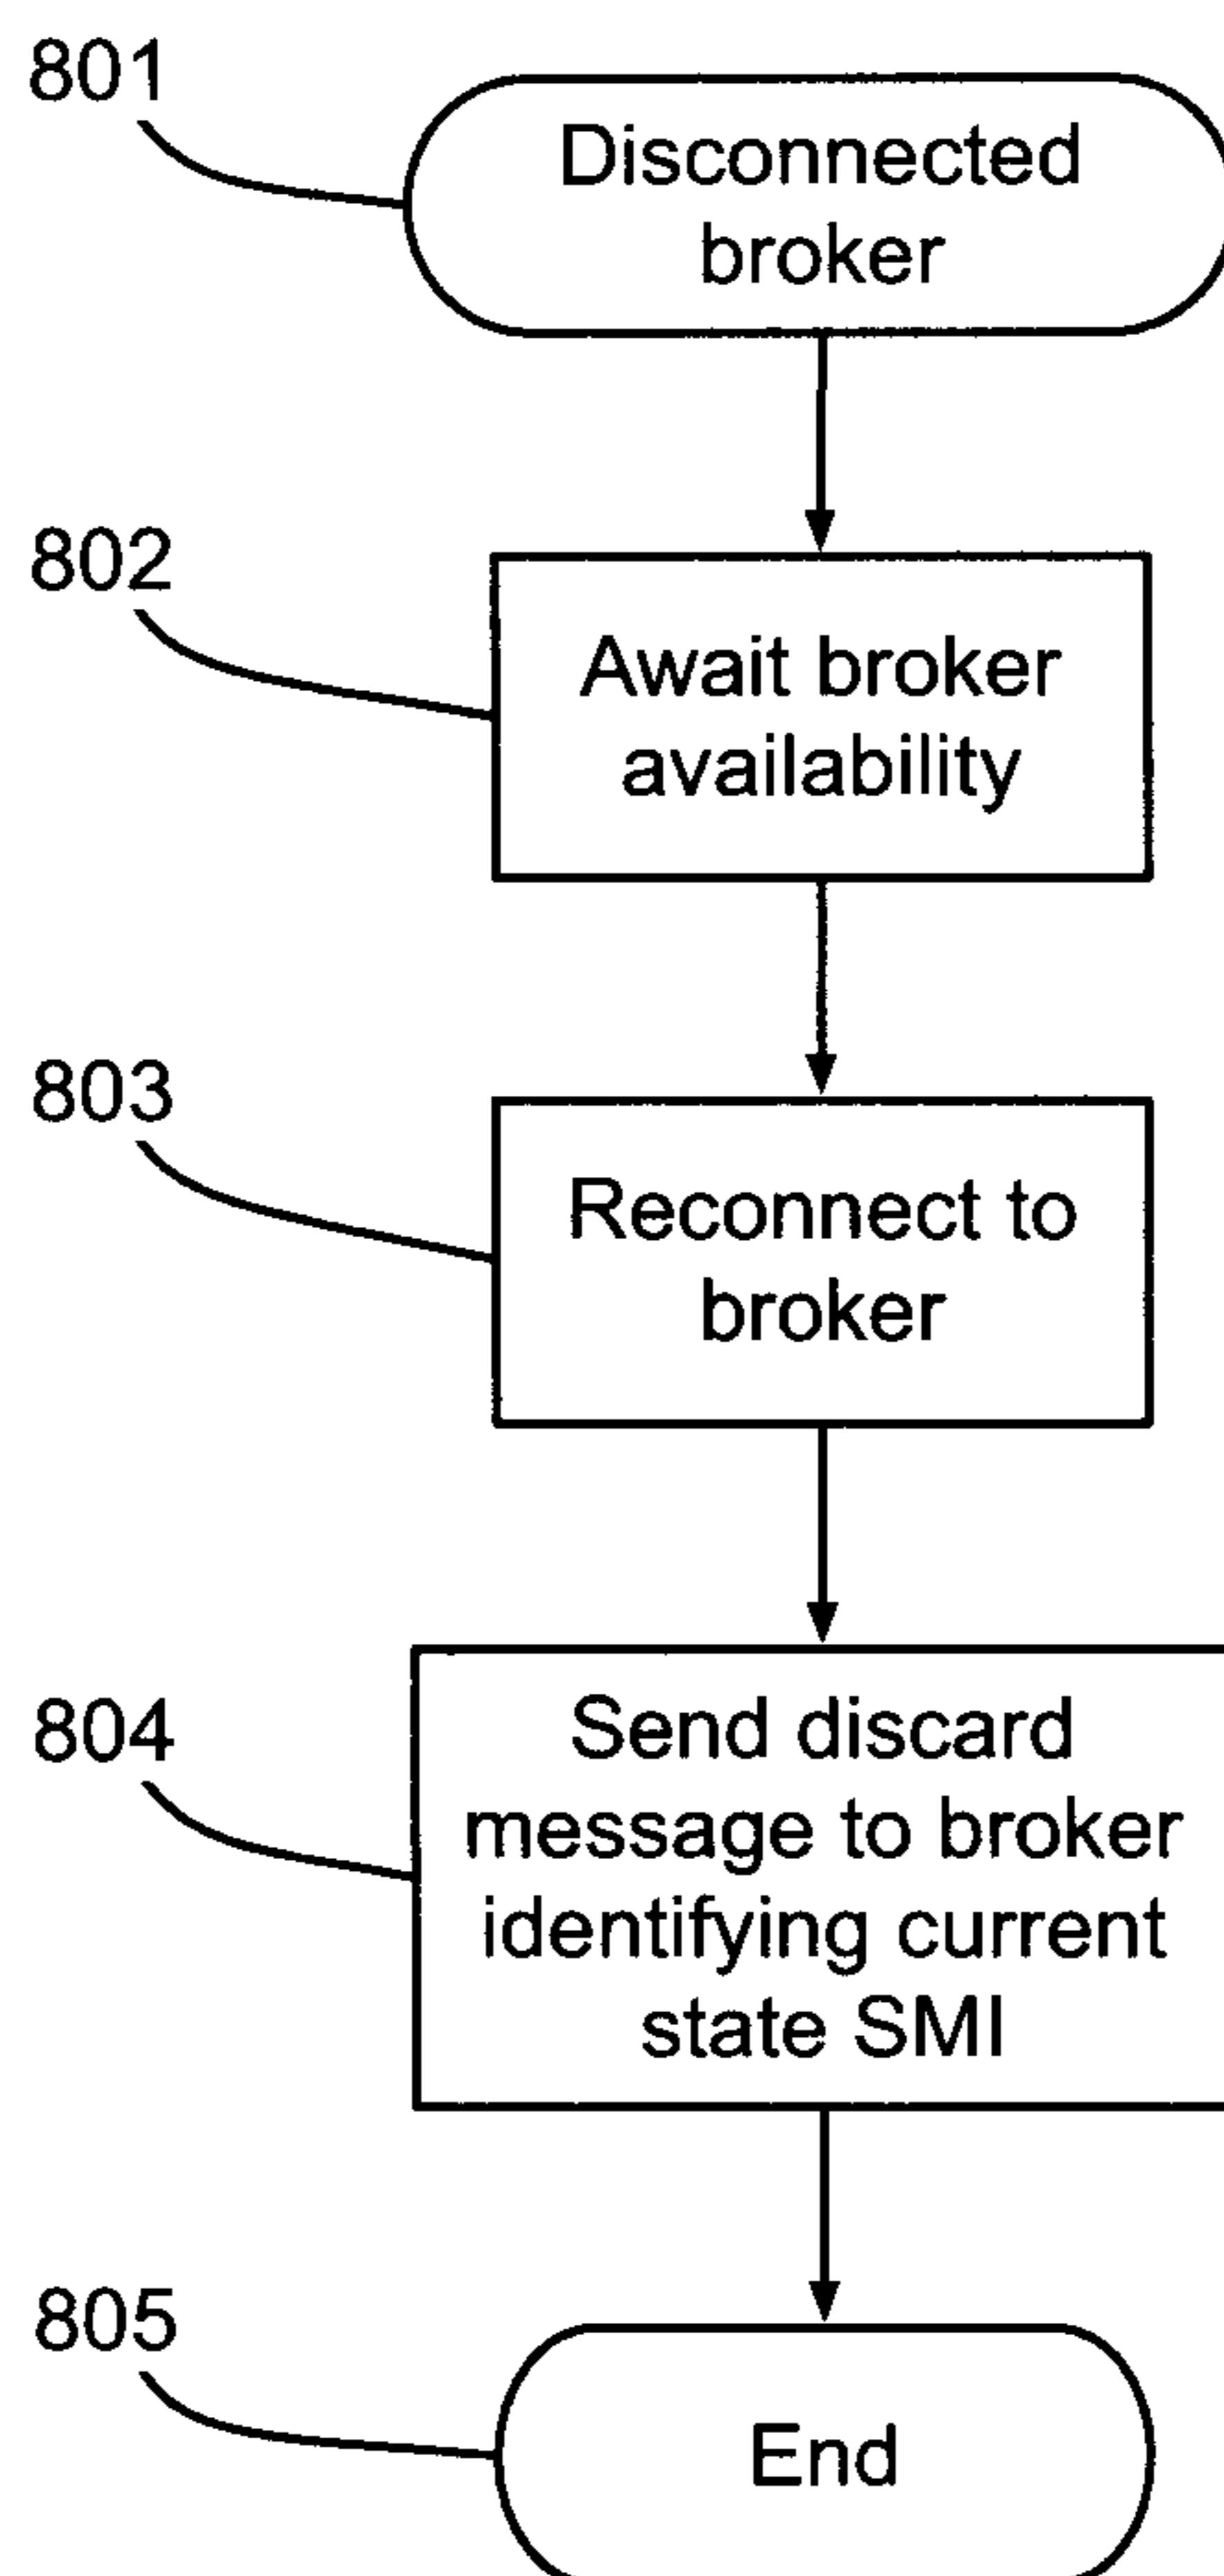 801
Disconnected
broker
802
Await broker
availability
803
Reconnect to
broker
804
Send discard
message to broker
identifying current
state SMI
805
End